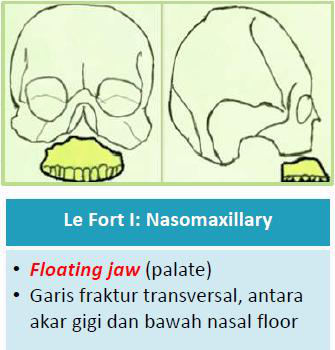 Le Fort I: Nasomaxillary
• Floating jaw (palate)
• Garis fraktur transversal, antara
akar gigi dan bawah nasal floor